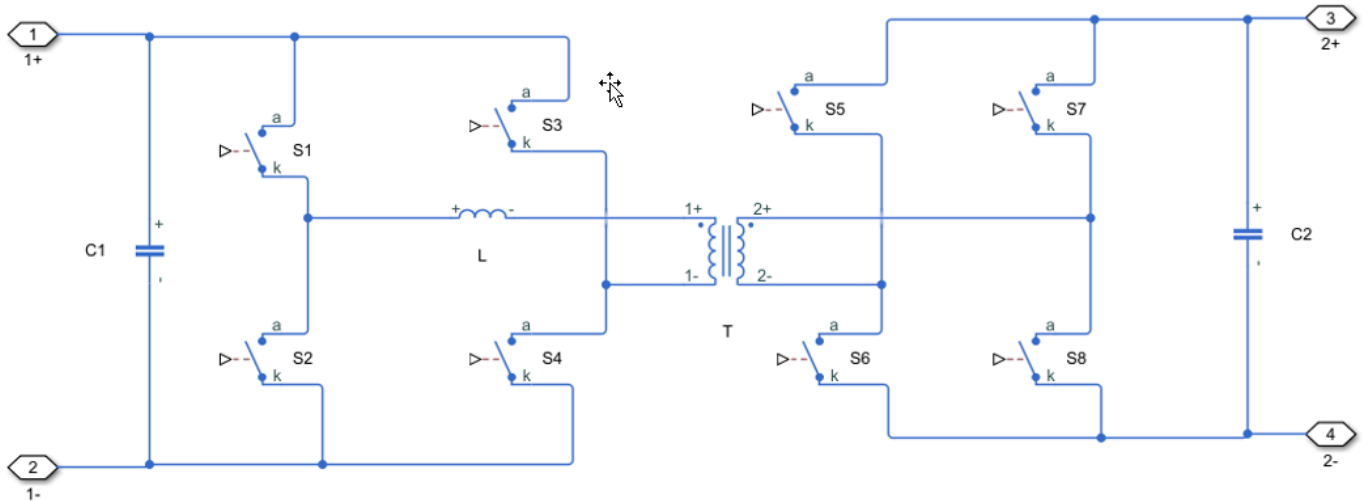 1
1+
3
2+
a
S1
k
a
S3
k
a
S5
k
a
S7
k
+
C1
-
+
-
L
1+
1-
2+
2-
T
+
C2
-
a
S2
k
a
S4
k
a
S6
k
a
S8
k
2
1-
4
2-